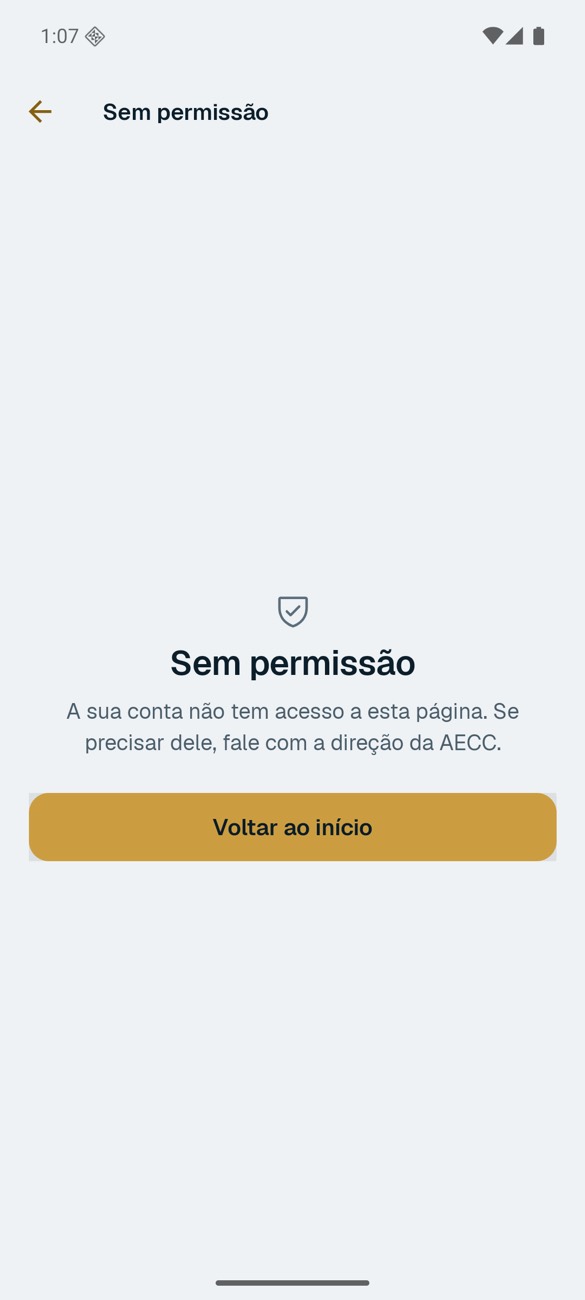 1:07
Sem permissão
Sem permissão
A sua conta não tem acesso a esta página. Se
precisar dele, fale com a direção da AECC.
Voltar ao início